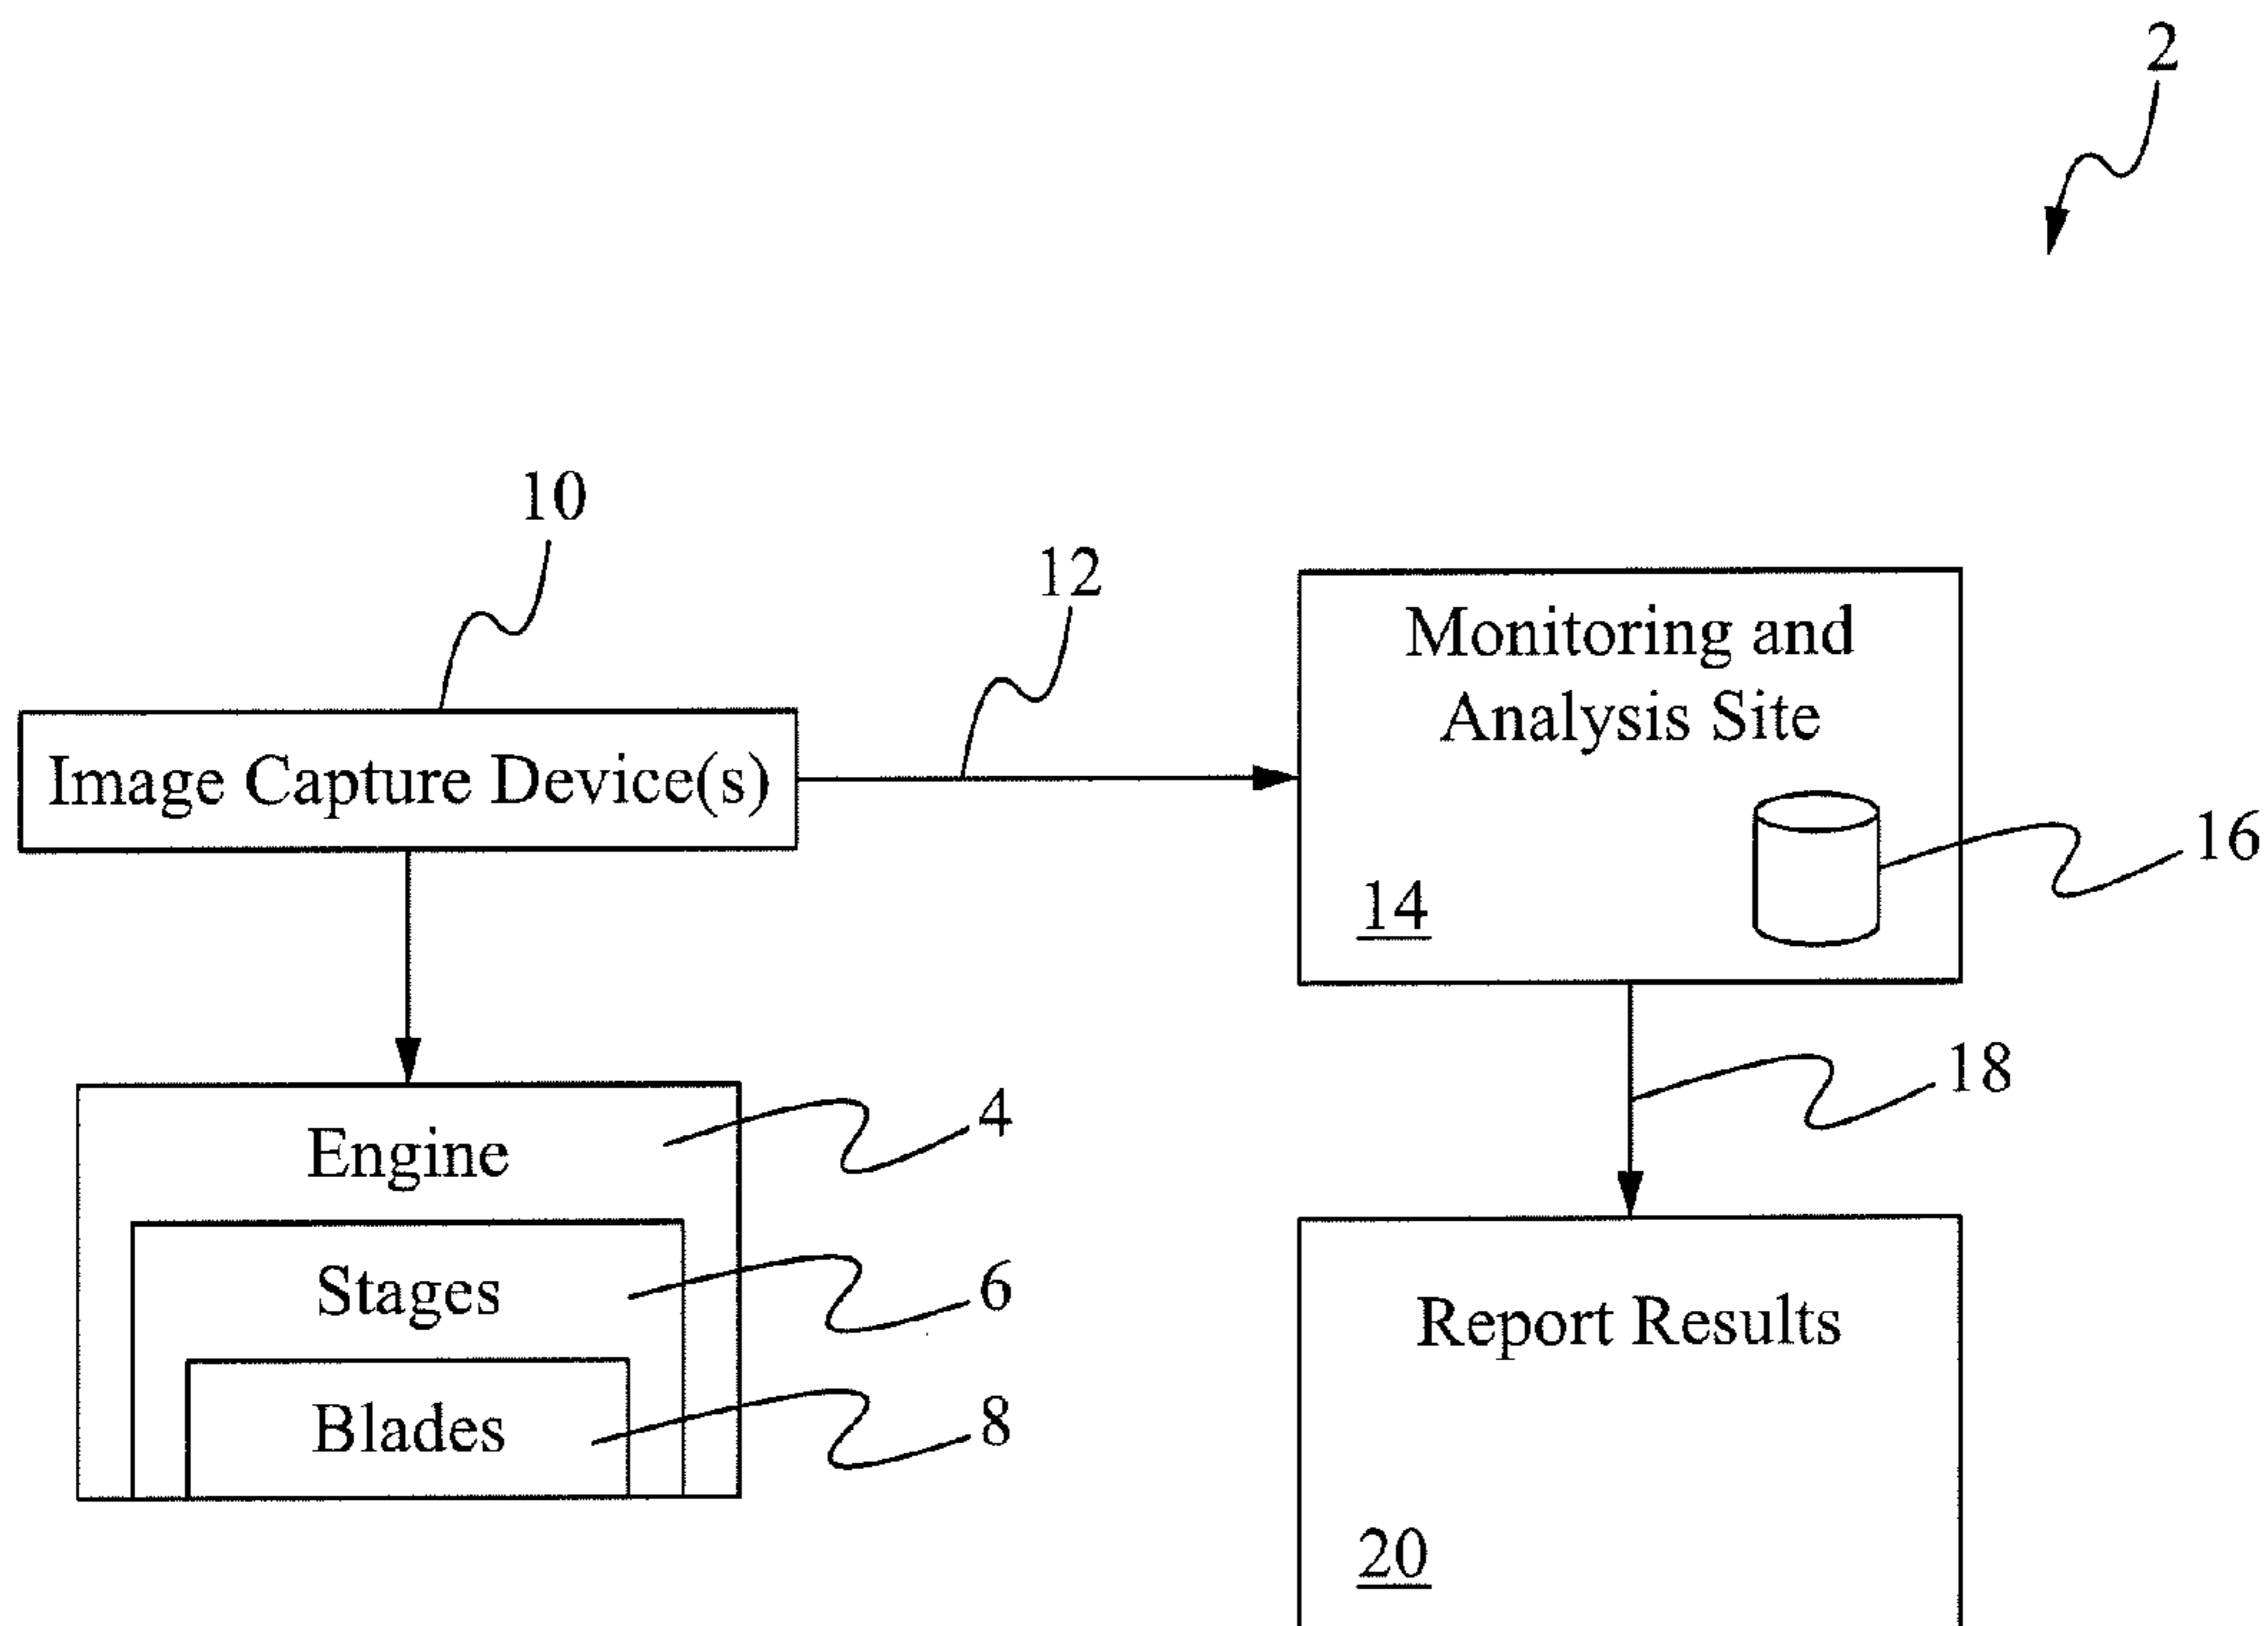 2
10
12
Monitoring and
Analysis Site
Image Capture Device(s)
16
14
18
4
Engine
6
Stages
Report Results
8
Blades
20